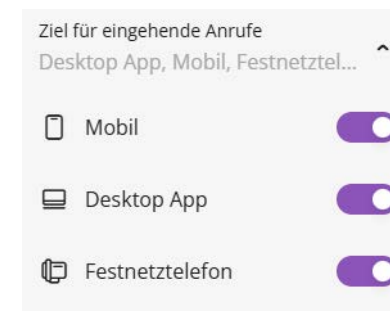 Ziel für eingehende Anrufe
Desktop App, Mobil, Festnetztel...
Mobil
Desktop App
Festnetztelefon